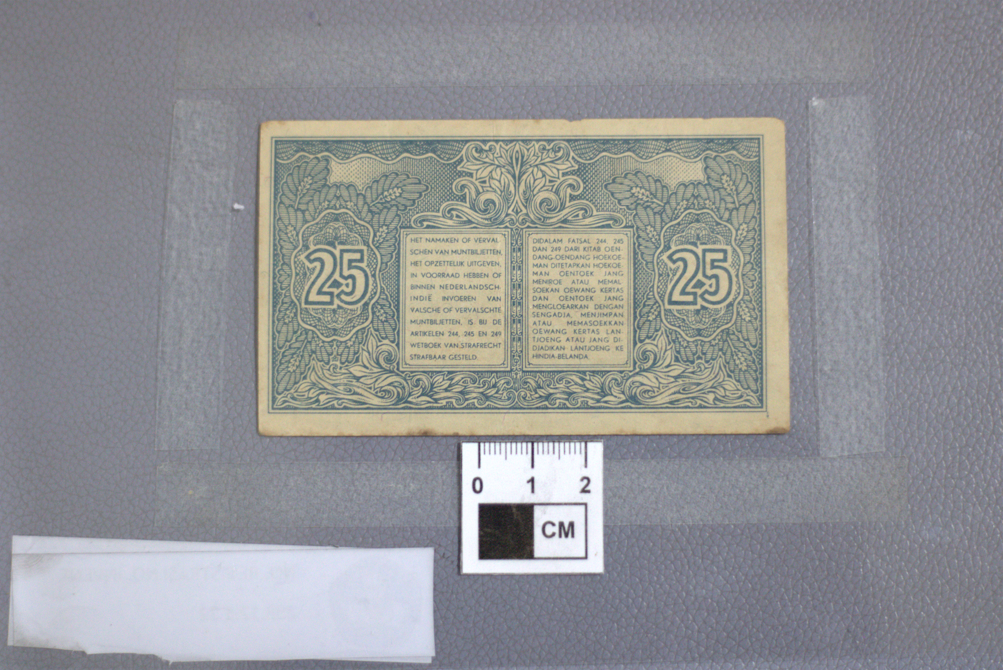 25
HET NAMAKEN OF VERVAL-
SCHEN VAN MUNTBILJETTEN,
HET OPZETTELIJK UITGEVEN,
IN VOORRAAD HEBBEN OF
BINNEN NEDERLANDSCH-
INDIË INVOEREN VAN
VALSCHE OF VERVALSCHTE
MUNTBILJETTEN, IS BIJ DE
ARTIKELEN 244, 245 EN 249
WETBOEK VAN STRAFRECHT
STRAFBAAR GESTELD.
DIDALAM FATSAL 244, 245
DAN 249 DARI KITAB OEN-
DANG-OENDANG HOEKOE-
MAN DITETAPKAN HOEKOE-
MAN OENTOEK JANG
MENIROE ATAU MEMAL-
SOEKAN OEWANG KERTAS
DAN OENTOEK JANG
MENGLOEARKAN DENGAN
SENGADJA, MENJIMPAN
ATAU MEMASOEKKAN
OEWANG KERTAS LAN-
TJOENG ATAU JANG DI-
DJADIKAN LANTJOENG KE
HINDIA-BELANDA.
25
0 1 2
CM